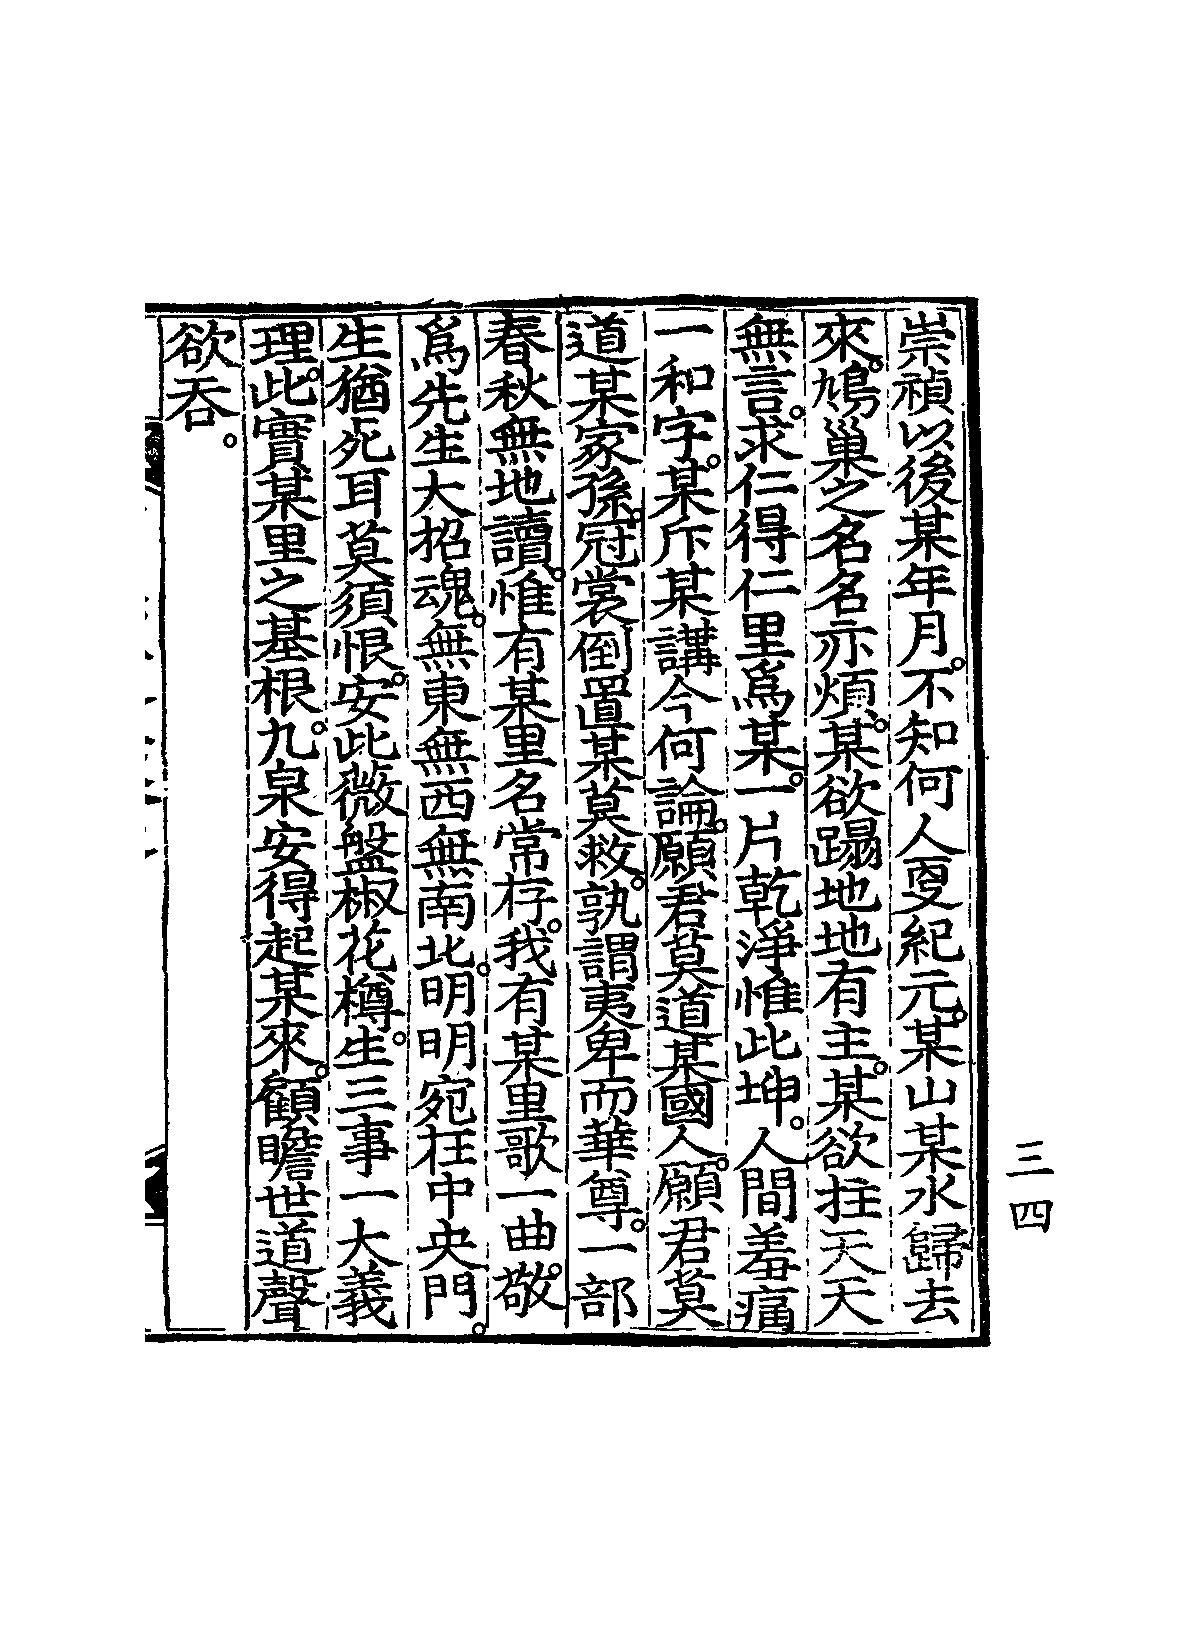 崇禎以後某年月。不知何人更紀元。某山某水歸去
來。鳩巢之名名亦煩。某欲蹋地地有主。某欲拄天天
無言。求仁得仁里爲某。一片乾淨惟此坤。人間羞痛
一和字。某斥某講今何論。願君莫道某國人。願君莫
道某家孫。冠裳倒置某莫救。孰謂夷卑而華尊。一部
春秋無地讀。惟有某里名常存。我有某里歌一曲。敬
爲先生大招魂。無東無西無南北。明明宛在中央門。
生猶死耳莫須恨。安此薇盤椒花樽。生三事一大義
理。此實某里之基根。九泉安得起某來。顧瞻世道聲
欲吞。
三四